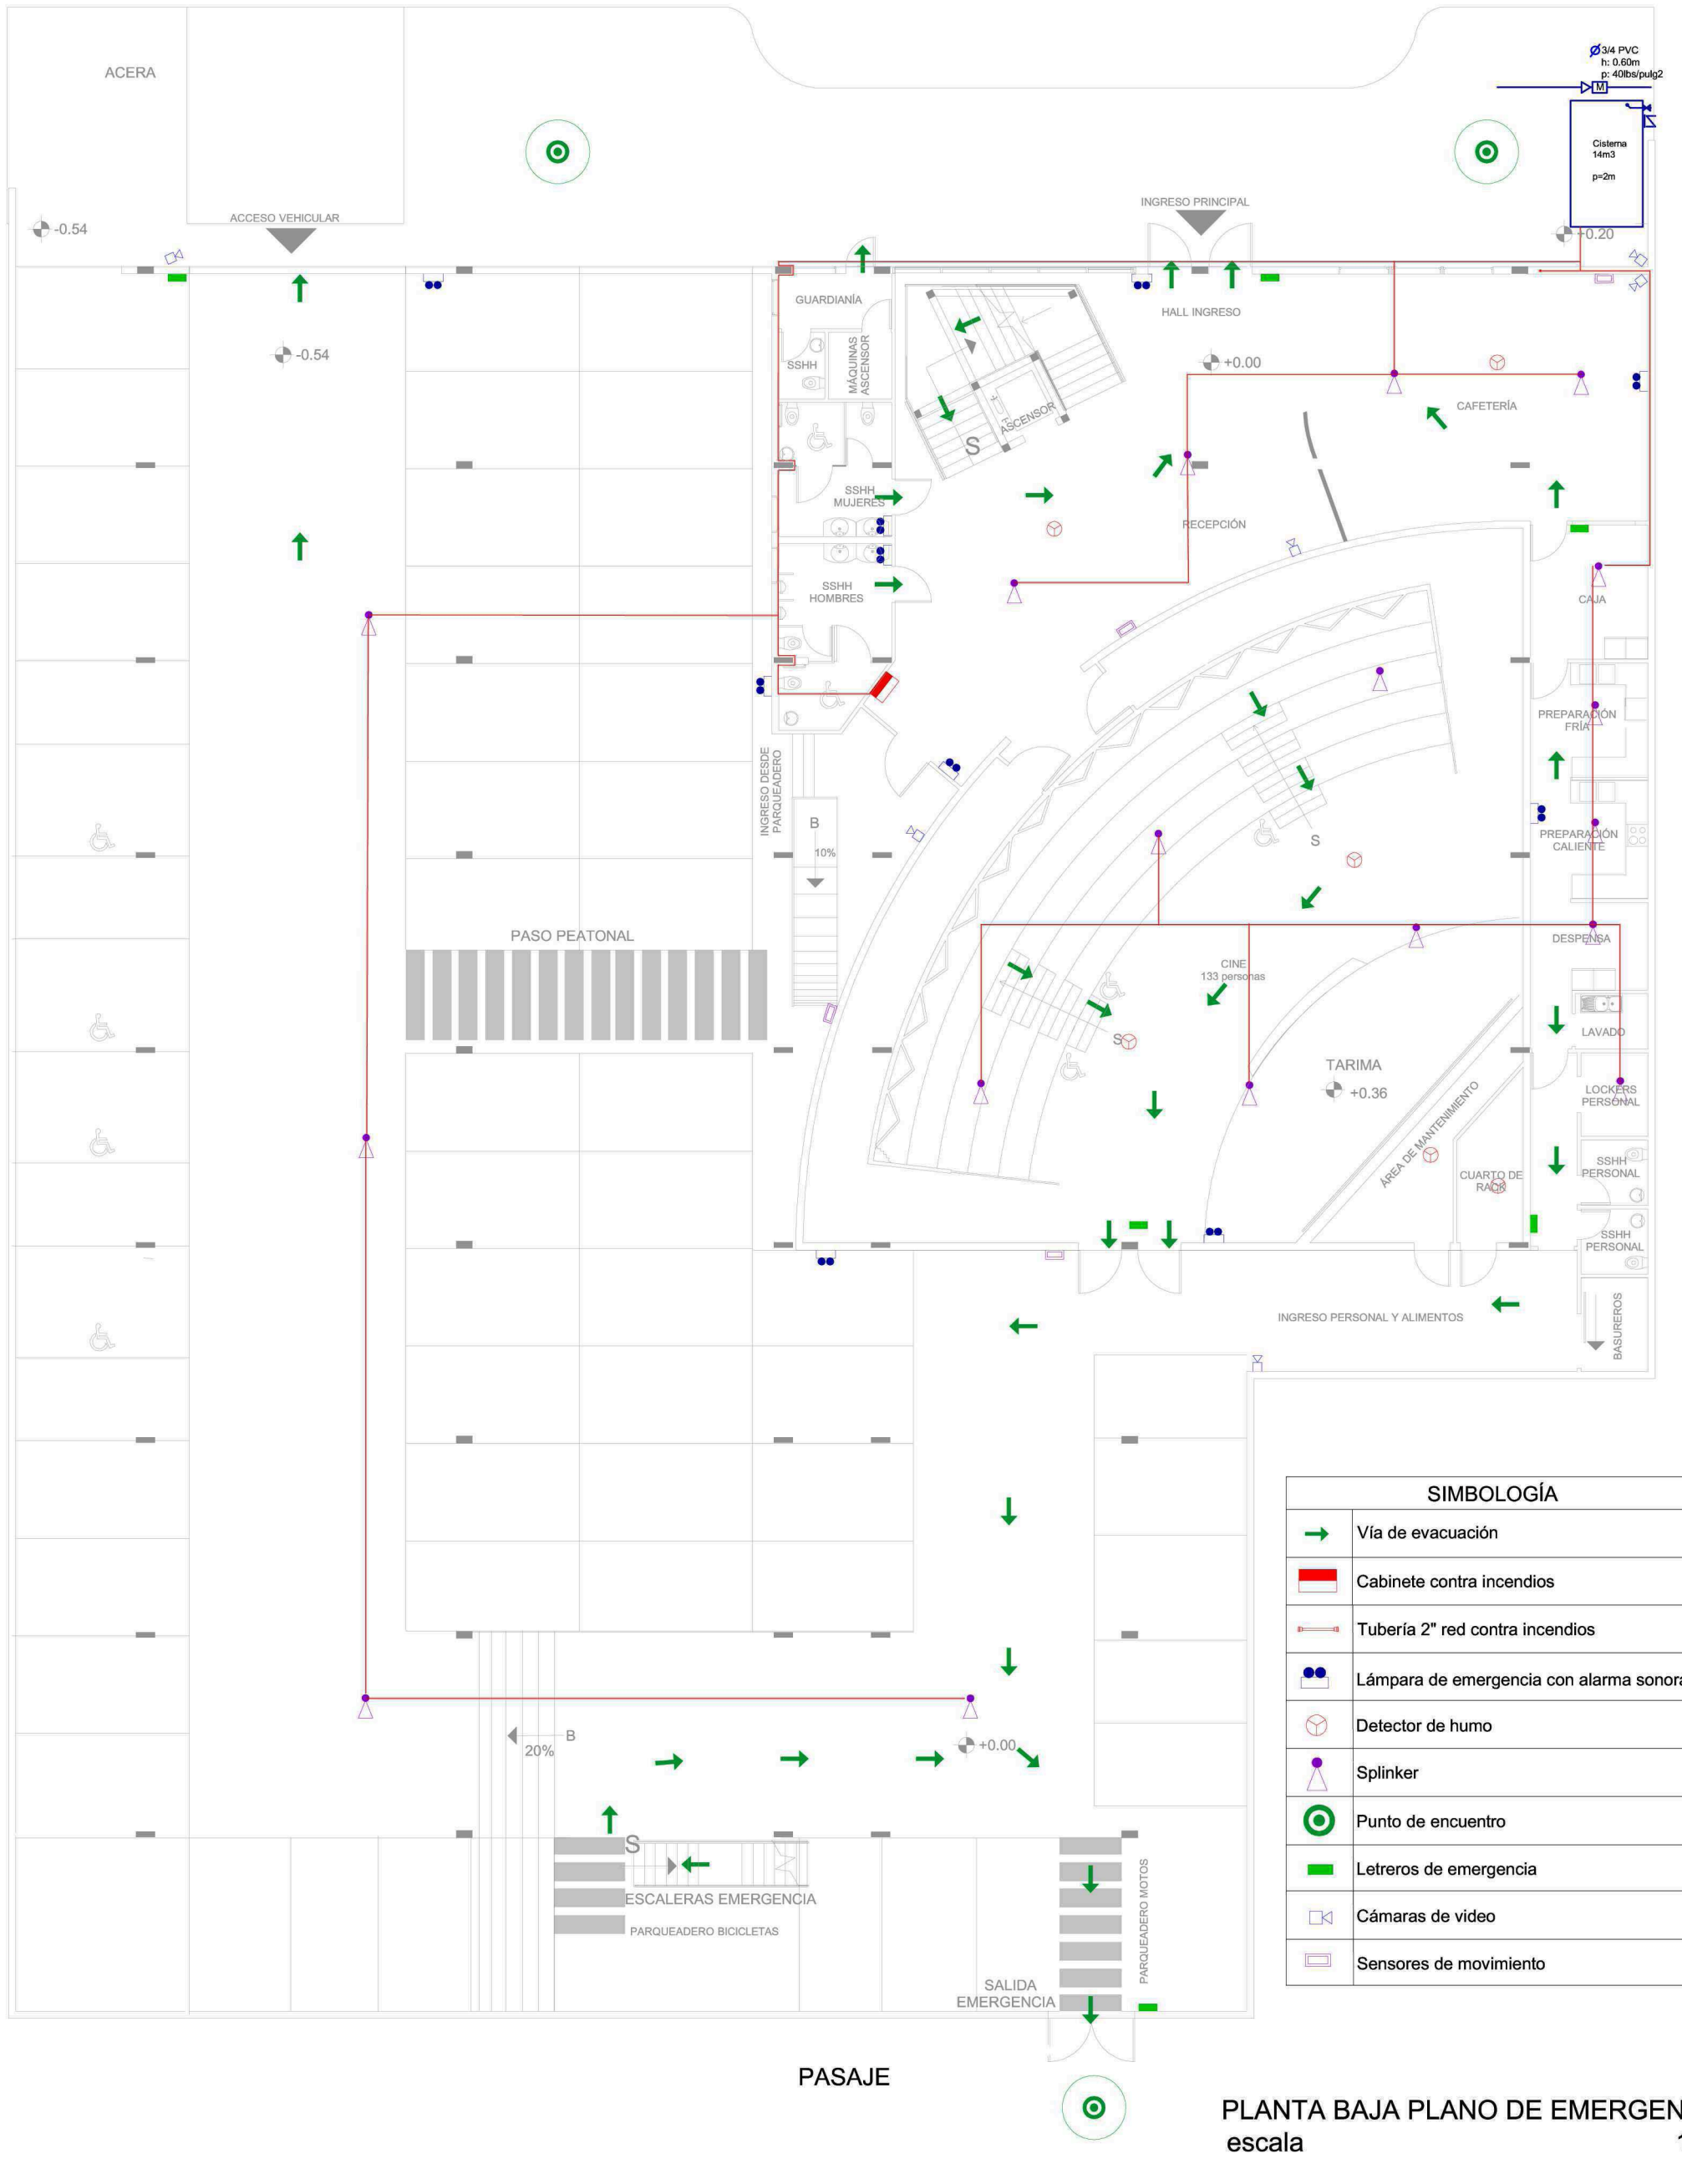 Ø3/4 PVC
h: 0.60m
p: 40lbs/pulg2
M
ACERA
Cisterna
14m3
p=2m
INGRESO PRINCIPAL
ACCESO VEHICULAR
-0.54
+0.20
GUARDIANÍA
HALL INGRESO
-0.54
SSHH
MÁQUINAS
ASCENSOR
+0.00
ASCENSOR
CAFETERÍA
S
SSHH
MUJERES
RECEPCIÓN
SSHH
HOMBRES
CAJA
PREPARACIÓN
FRÍA
INGRESO DESDE
PARQUEADERO
B
10%
S
PREPARACIÓN
CALIENTE
PASO PEATONAL
DESPENSA
CINE
133 personas
LAVADO
S
TARIMA
+0.36
LOCKERS
PERSONAL
ÁREA DE MANTENIMIENTO
CUARTO DE
RACK
SSHH
PERSONAL
SSHH
PERSONAL
INGRESO PERSONAL Y ALIMENTOS
BASUREROS
SIMBOLOGÍA
Vía de evacuación
Cabinete contra incendios
Tubería 2" red contra incendios
Lámpara de emergencia con alarma sonora
Detector de humo
Splinker
Punto de encuentro
Letreros de emergencia
Cámaras de video
Sensores de movimiento
B
20%
+0.00
S
ESCALERAS EMERGENCIA
PARQUEADERO BICICLETAS
PARQUEADERO MOTOS
SALIDA
EMERGENCIA
PASAJE
PLANTA BAJA PLANO DE EMERGEN
escala